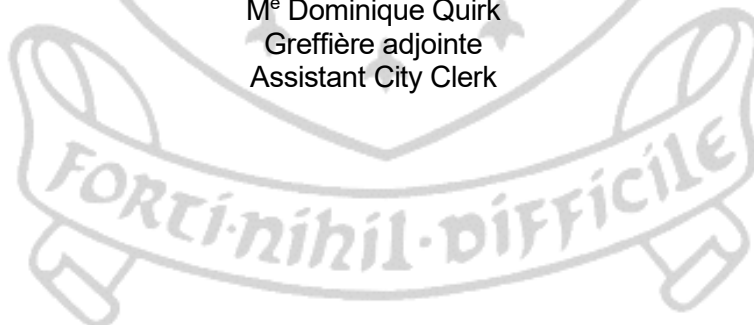 Me Dominique Quirk
Greffière adjointe
Assistant City Clerk
FORTI·NIHIL·DIFFICILE